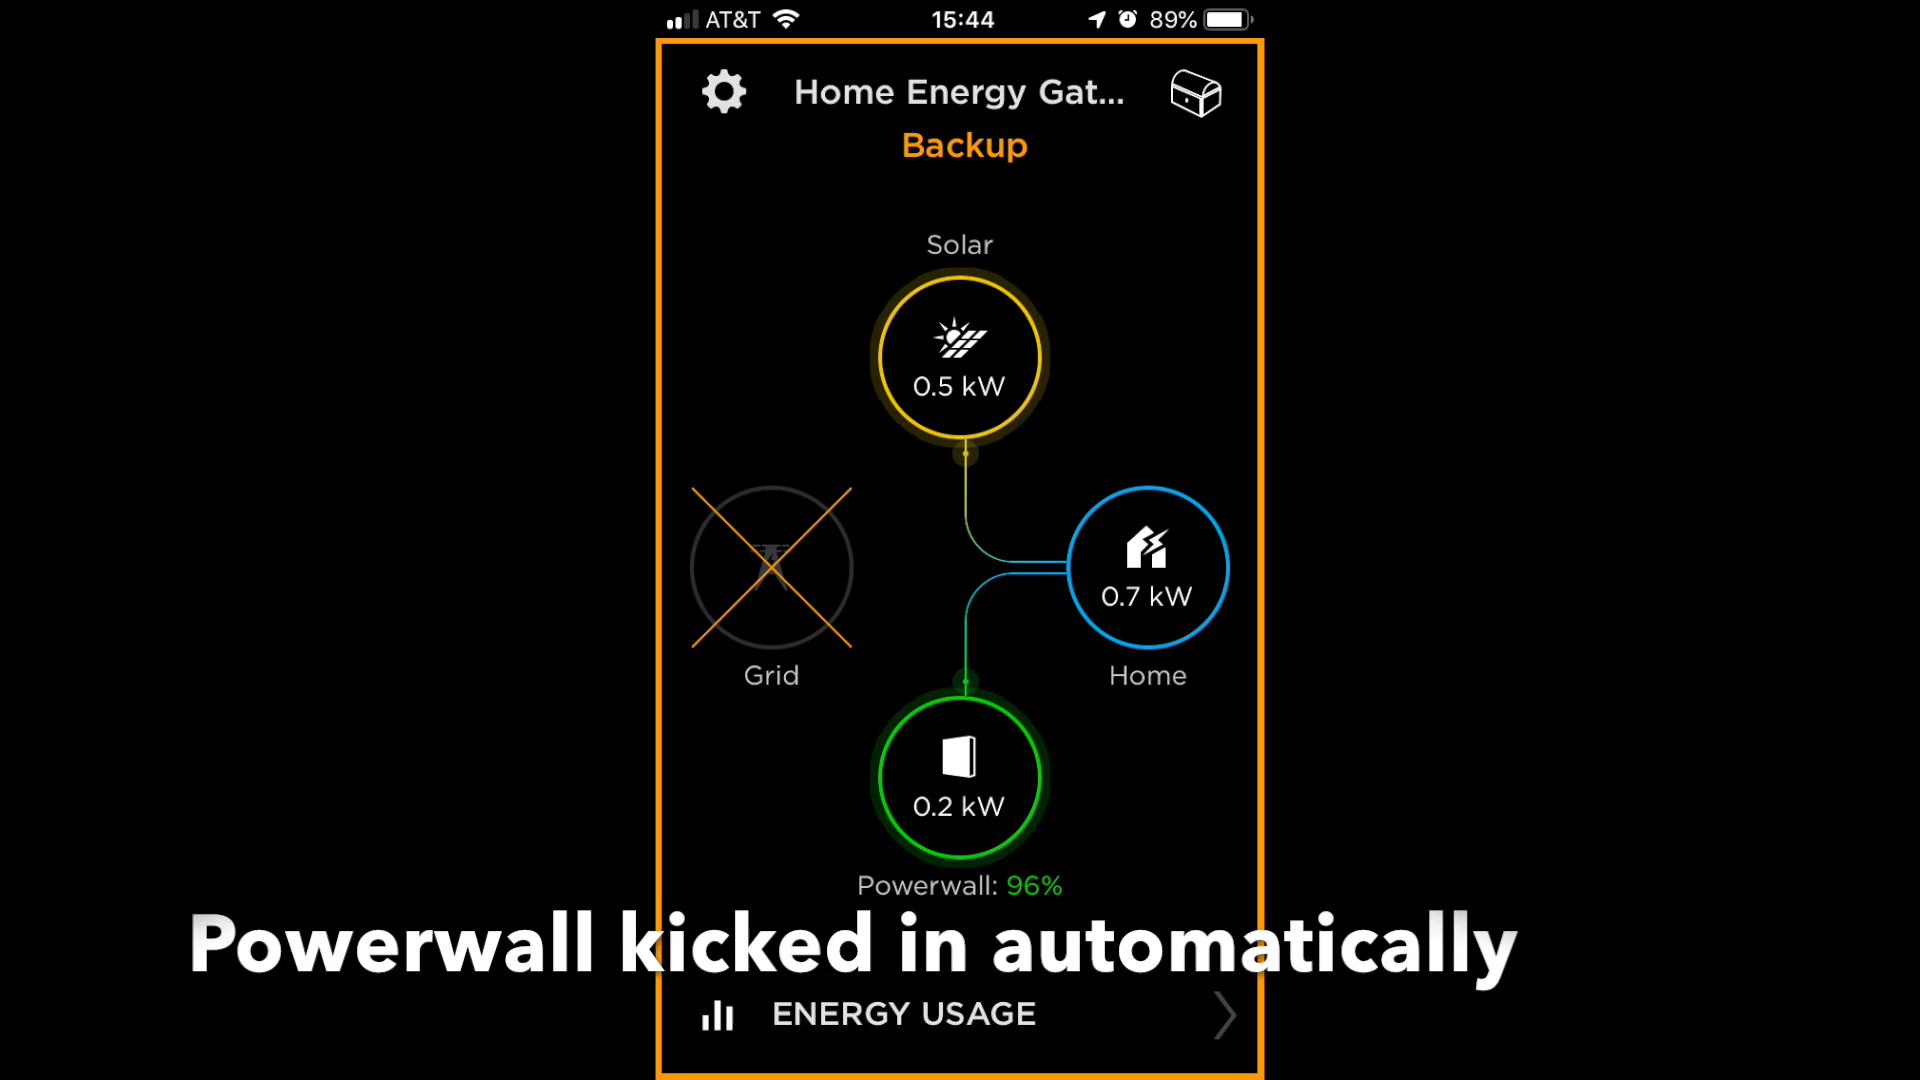 AT&T 15:44 89%
Home Energy Gat...
Backup
Solar
0.5 kW
0.7 kW
Grid Home
0.2 kW
Powerwall: 96%
Powerwall kicked in automatically
ENERGY USAGE